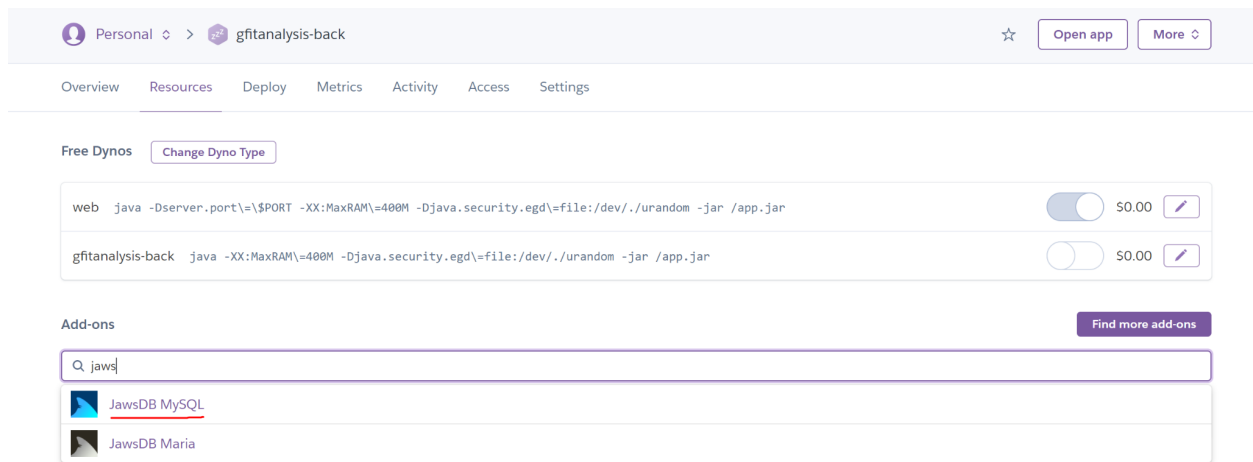 Personal > gfitanalysis-back Open app More
Overview Resources Deploy Metrics Activity Access Settings
Free Dynos Change Dyno Type
web java -Dserver.port\=\$PORT -XX:MaxRAM\=400M -Djava.security.egd\=file:/dev/./urandom -jar /app.jar $0.00
gfitanalysis-back java -XX:MaxRAM\=400M -Djava.security.egd\=file:/dev/./urandom -jar /app.jar $0.00
Add-ons Find more add-ons
jaws
JawsDB MySQL
JawsDB Maria